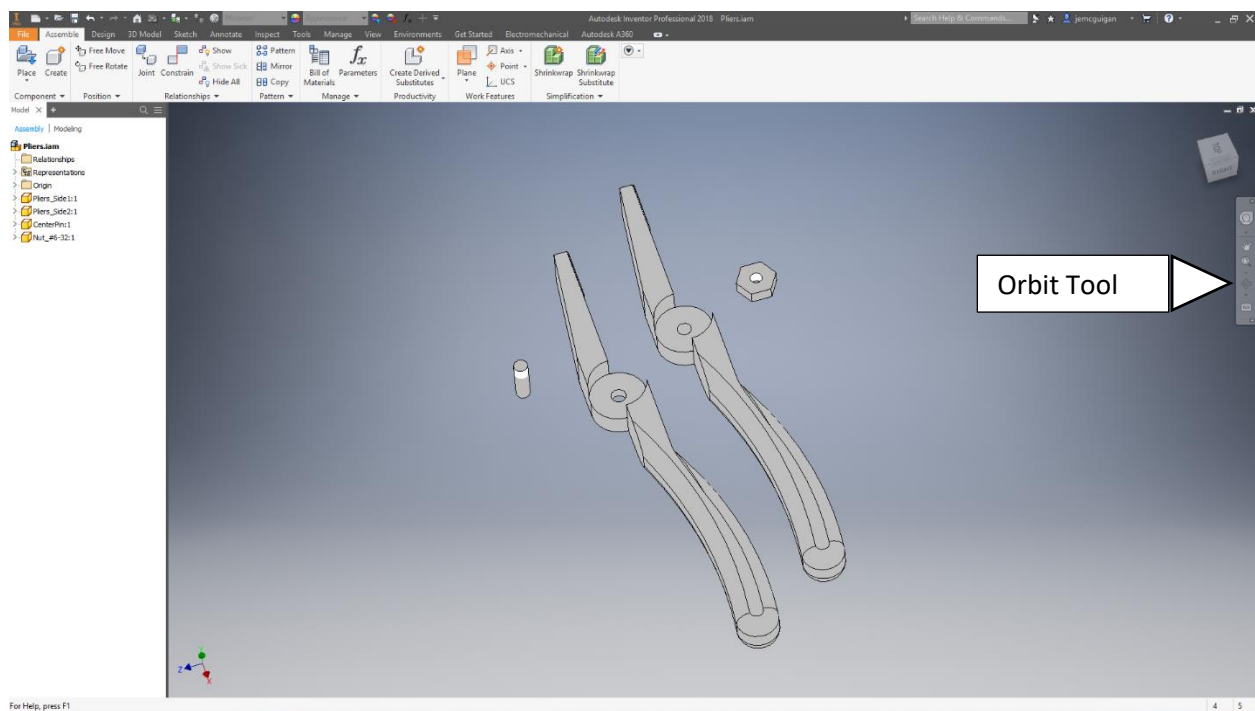 Autodesk Inventor Professional 2018 Pliers.iam
Search Help & Commands...
jemcguigan
File Assemble Design 3D Model Sketch Annotate Inspect Tools Manage View Environments Get Started Electromechanical Autodesk A360
Place Create Free Move Free Rotate Joint Constrain Show Show Sick Hide All Pattern Mirror Copy Bill of Materials fx Parameters Create Derived Substitutes Plane Axis Point UCS Shrinkwrap Shrinkwrap Substitute
Component Position Relationships Pattern Manage Productivity Work Features Simplification
Model
Assembly | Modeling
Pliers.iam
Relationships
Representations
Origin
Pliers_Side1:1
Pliers_Side2:1
CenterPin:1
Nut_#6-32:1
RIGHT
Orbit Tool
Y
Z
X
For Help, press F1
4 5